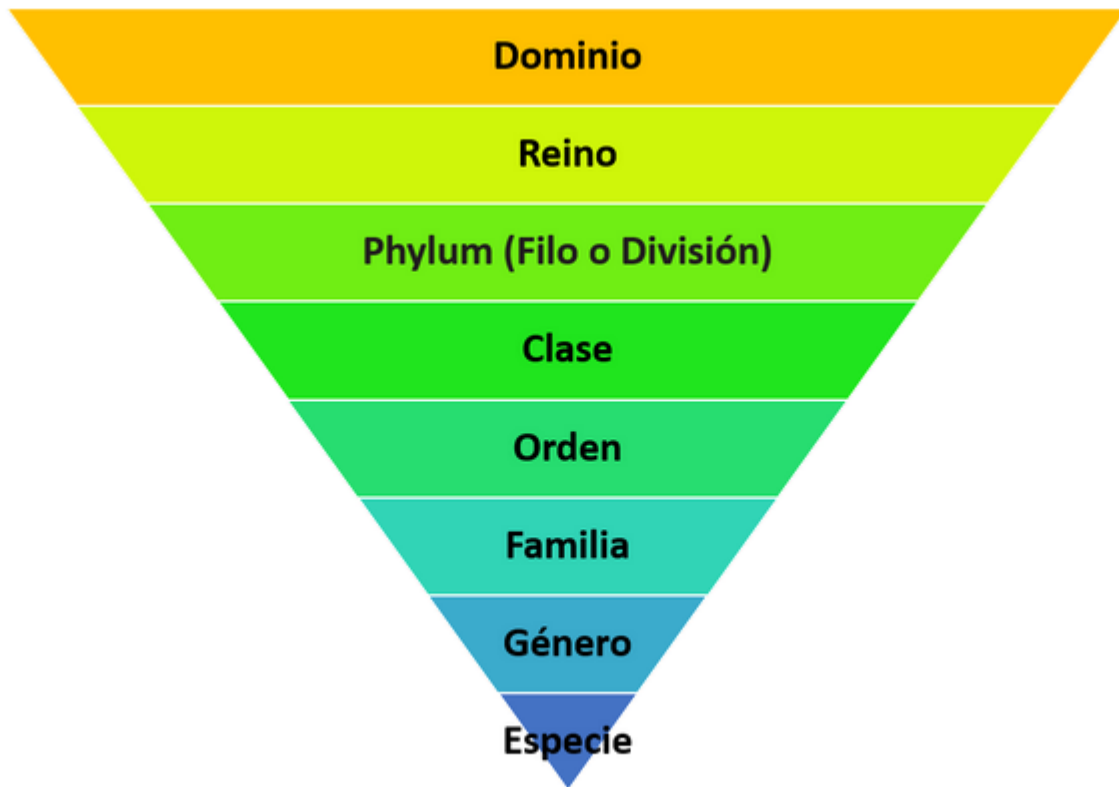 Dominio
Reino
Phylum (Filo o División)
Clase
Orden
Familia
Género
Especie